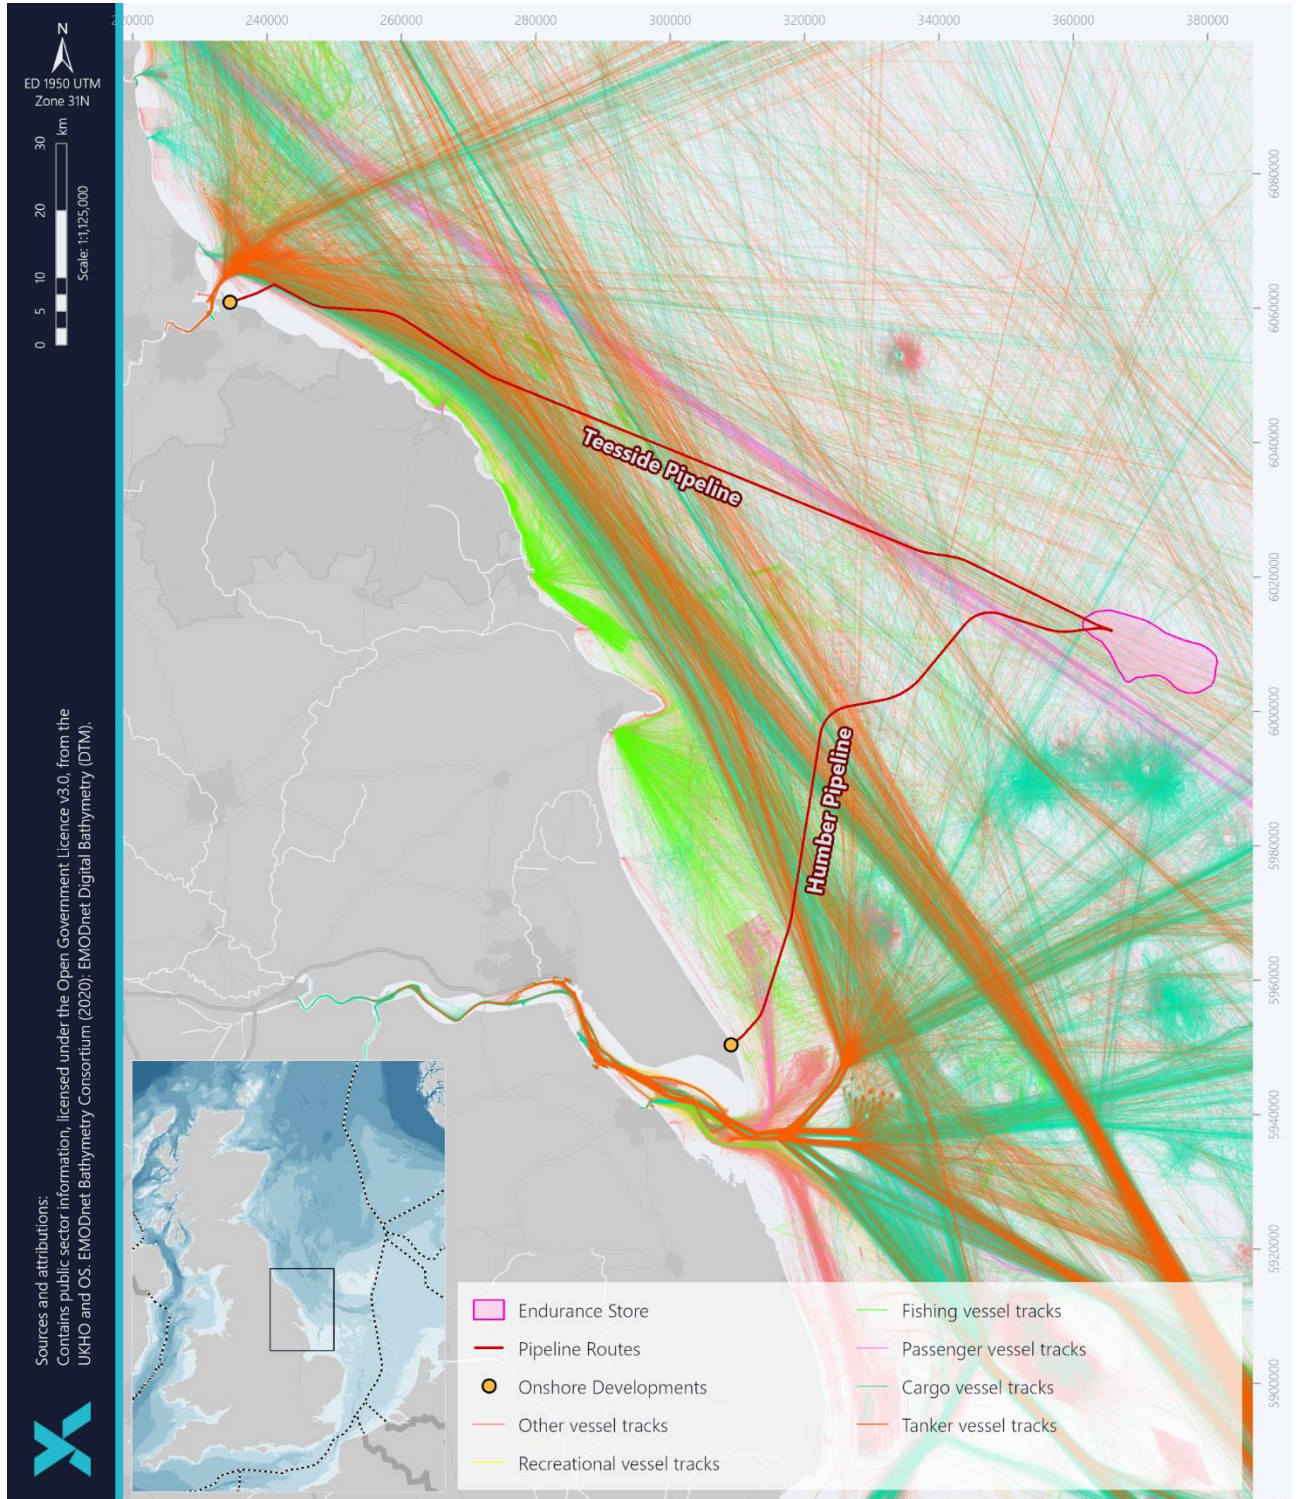 N
ED 1950 UTM
Zone 31N
km
30
20
10
5
0
Scale: 1:1,125,000
Sources and attributions:
Contains public sector information, licensed under the Open Government Licence v3.0, from the
UKHO and OS. EMODnet Bathymetry Consortium (2020): EMODnet Digital Bathymetry (DTM).
220000 240000 260000 280000 300000 320000 340000 360000 380000
6080000
6060000
6040000
6020000
6000000
5980000
5960000
5940000
5920000
5900000
Teesside Pipeline
Humber Pipeline
Endurance Store
Pipeline Routes
Onshore Developments
Other vessel tracks
Recreational vessel tracks
Fishing vessel tracks
Passenger vessel tracks
Cargo vessel tracks
Tanker vessel tracks